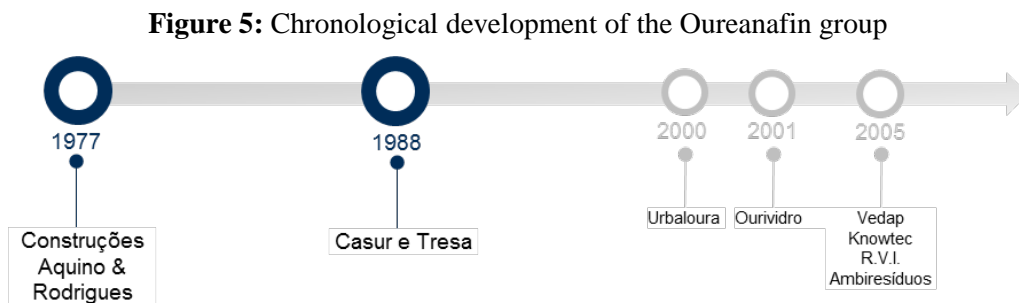 Figure 5: Chronological development of the Oureanafin group
1977
1988
2000
2001
2005
Construções
Aquino &
Rodrigues
Casur e Tresa
Urbaloura
Ourividro
Vedap
Knowtec
R.V.I.
Ambiresíduos